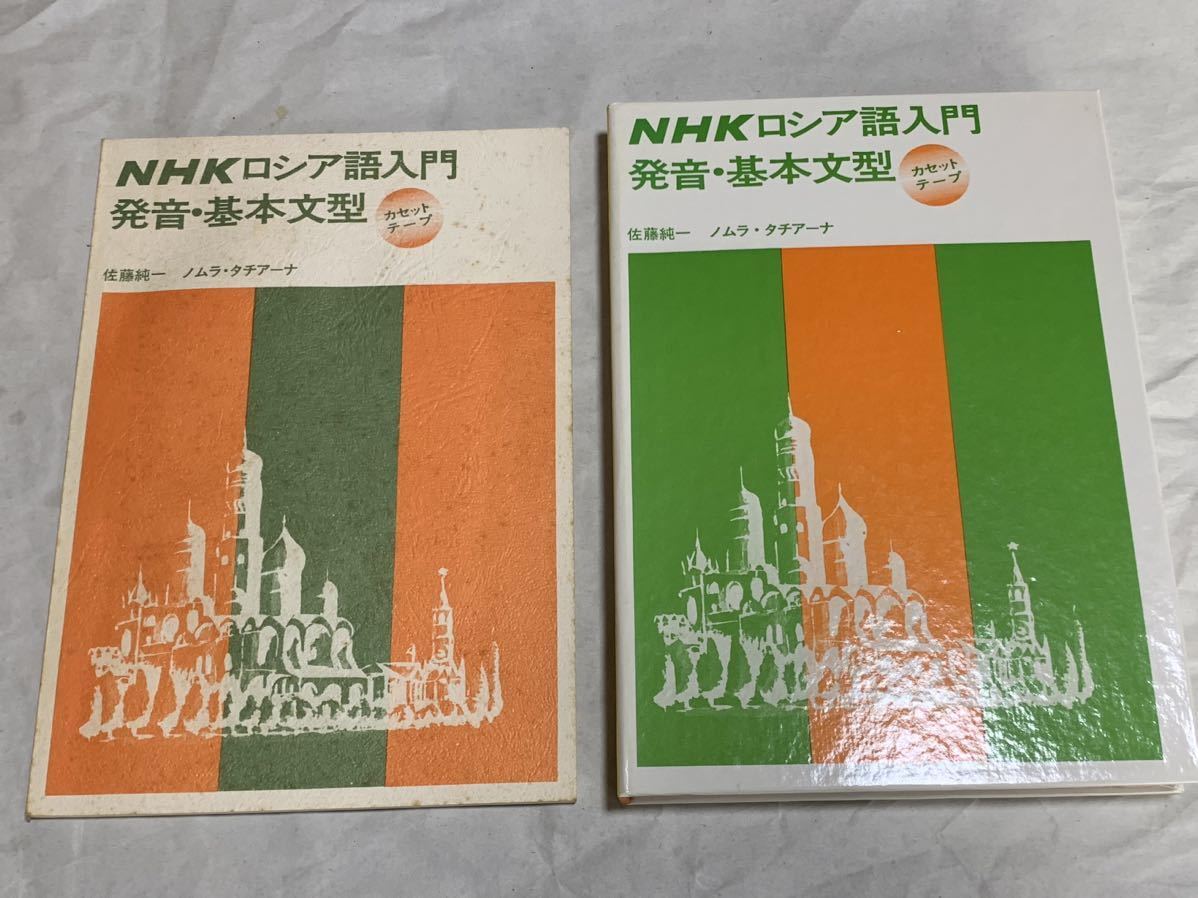 NHKロシア語入門
発音・基本文型
カセット
テープ
佐藤純一 ノムラ・タチアーナ
NHKロシア語入門
発音・基本文型
カセット
テープ
佐藤純一 ノムラ・タチアーナ